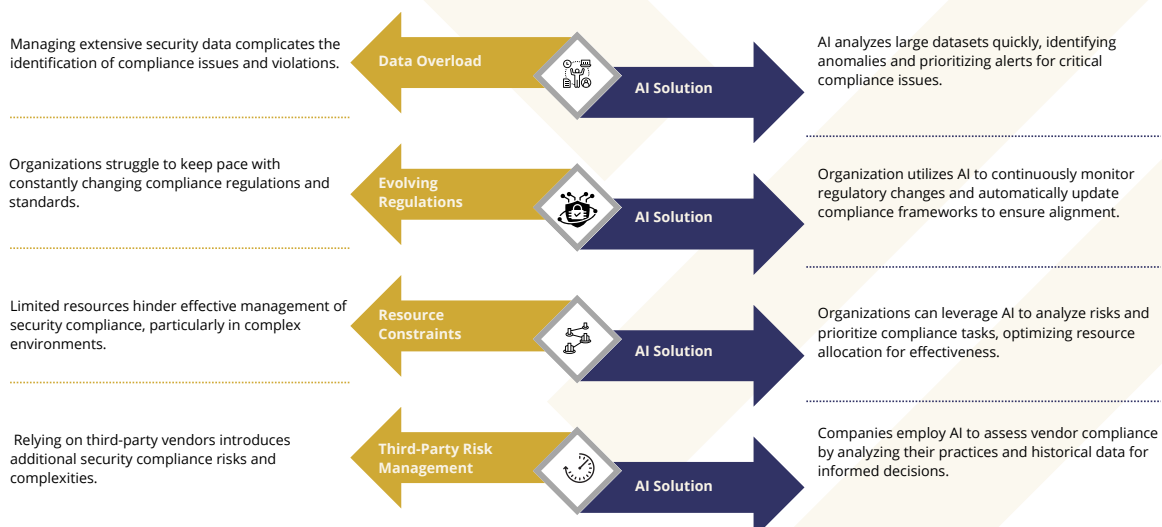 Managing extensive security data complicates the
identification of compliance issues and violations.
Data Overload
AI Solution
AI analyzes large datasets quickly, identifying
anomalies and prioritizing alerts for critical
compliance issues.
Organizations struggle to keep pace with
constantly changing compliance regulations and
standards.
Evolving
Regulations
AI Solution
Organization utilizes AI to continuously monitor
regulatory changes and automatically update
compliance frameworks to ensure alignment.
Limited resources hinder effective management of
security compliance, particularly in complex
environments.
Resource
Constraints
AI Solution
Organizations can leverage AI to analyze risks and
prioritize compliance tasks, optimizing resource
allocation for effectiveness.
Relying on third-party vendors introduces
additional security compliance risks and
complexities.
Third-Party Risk
Management
AI Solution
Companies employ AI to assess vendor compliance
by analyzing their practices and historical data for
informed decisions.